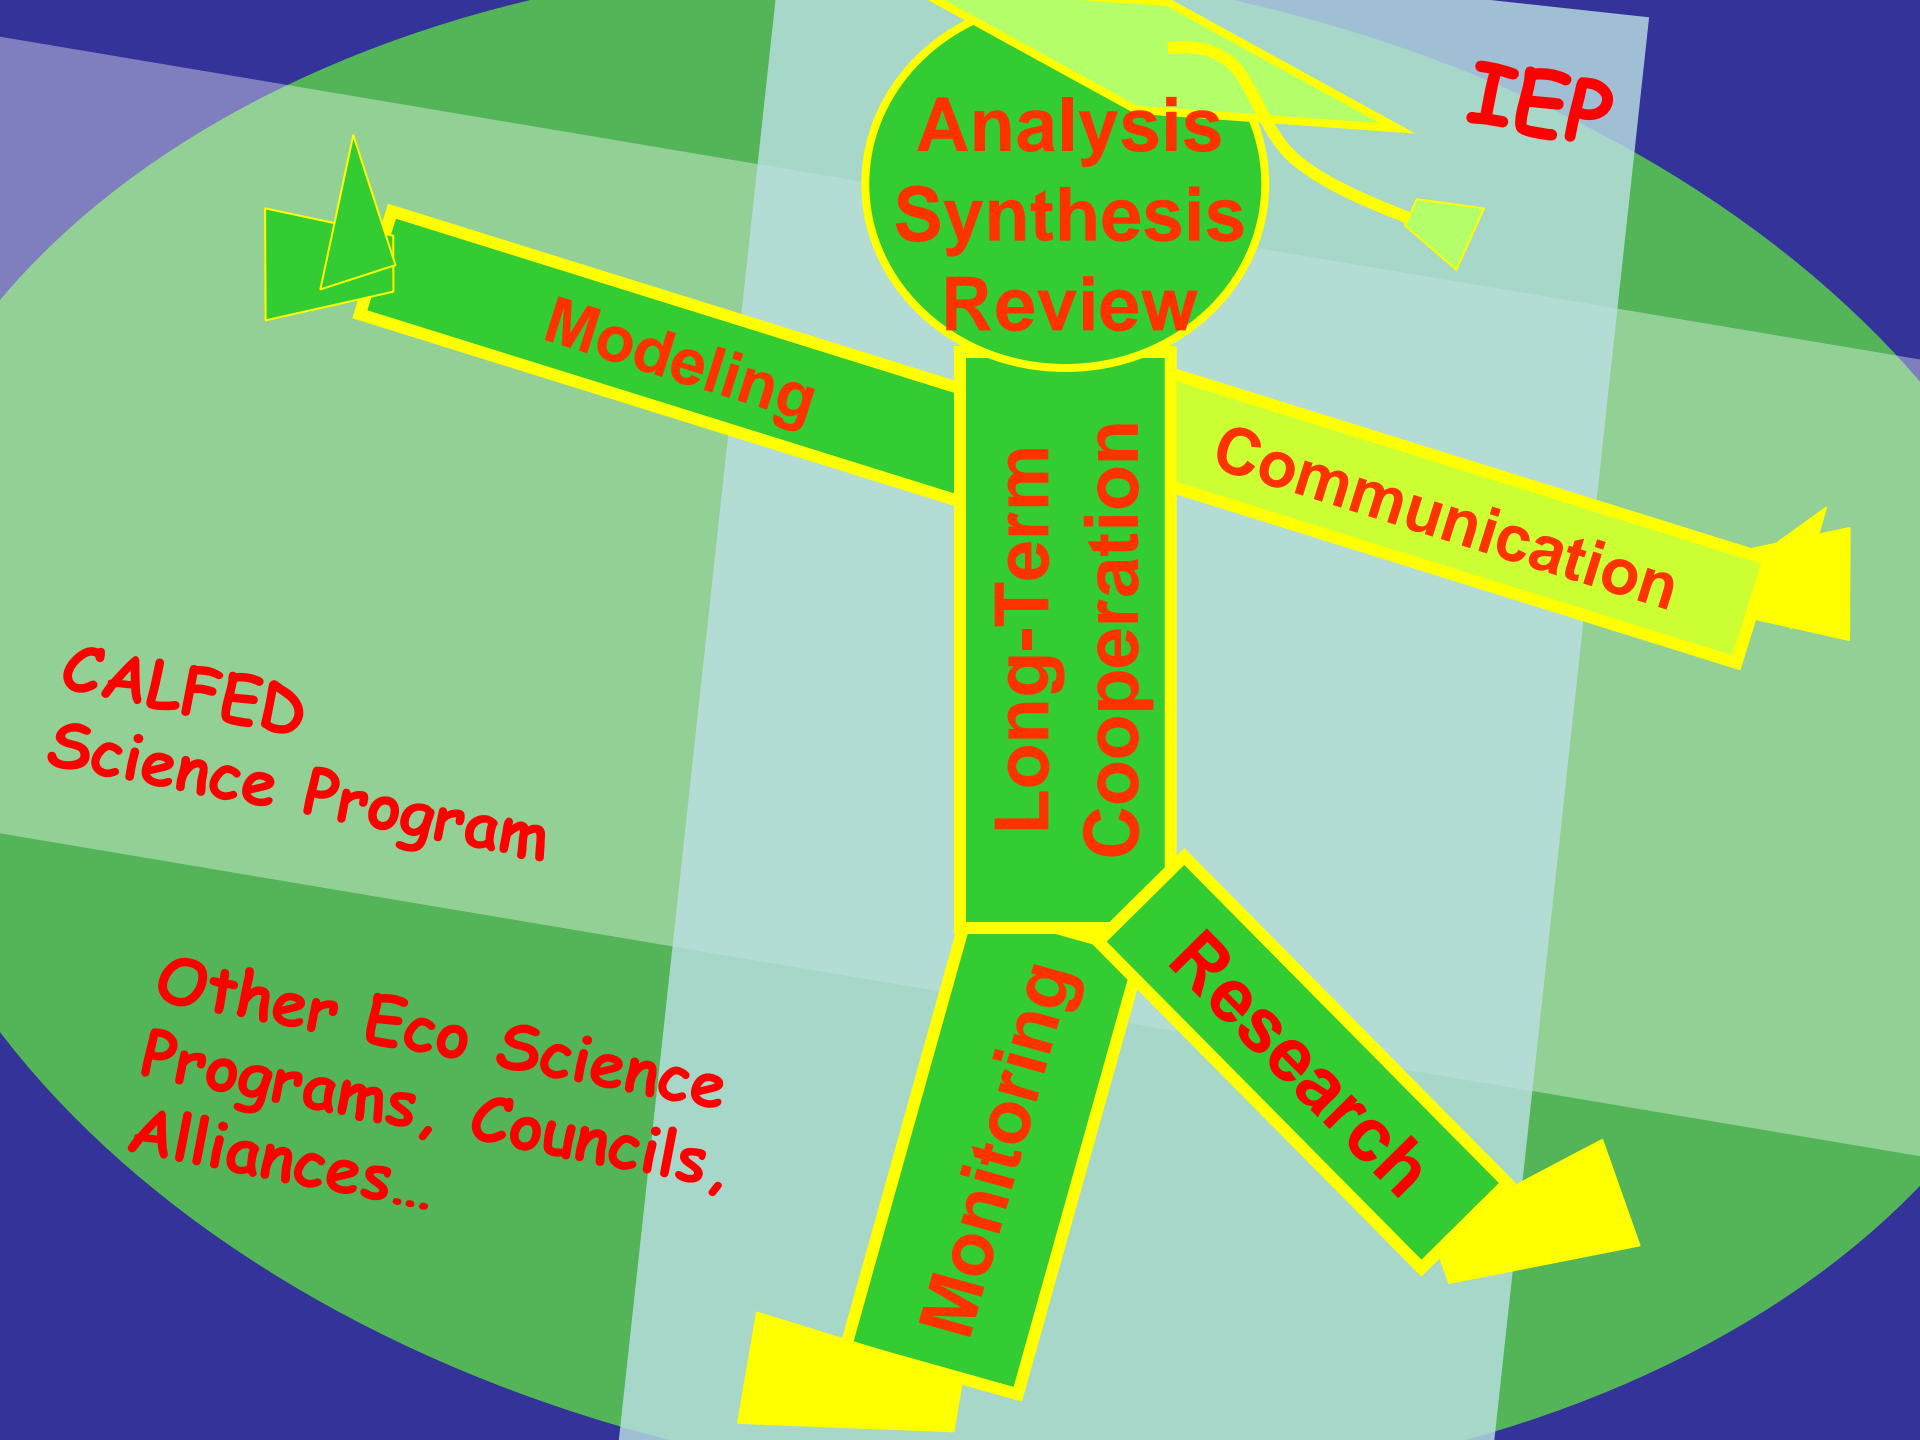 IEP
Analysis
Synthesis
Review
Modeling
Communication
Long-Term
Cooperation
CALFED
Science Program
Research
Monitoring
Other Eco Science
Programs, Councils,
Alliances...